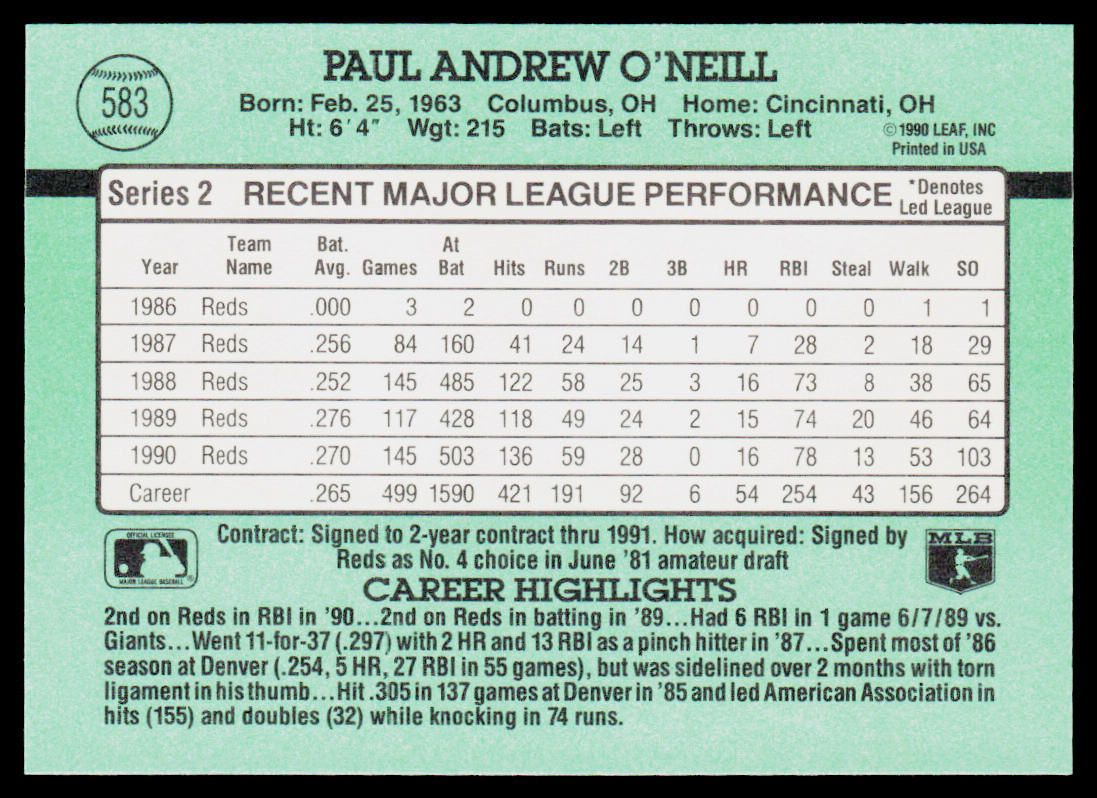 PAUL ANDREW O'NEILL
583
Born: Feb. 25, 1963 Columbus, OH Home: Cincinnati, OH
Ht: 6'4" Wgt: 215 Bats: Left Throws: Left
©1990 LEAF, INC
Printed in USA
Series 2 RECENT MAJOR LEAGUE PERFORMANCE
*Denotes
Led League
Year Team Name Bat. Avg. Games At Bat Hits Runs 2B 3B HR RBI Steal Walk SO
1986 Reds .000 3 2 0 0 0 0 0 0 0 1 1
1987 Reds .256 84 160 41 24 14 1 7 28 2 18 29
1988 Reds .252 145 485 122 58 25 3 16 73 8 38 65
1989 Reds .276 117 428 118 49 24 2 15 74 20 46 64
1990 Reds .270 145 503 136 59 28 0 16 78 13 53 103
Career .265 499 1590 421 191 92 6 54 254 43 156 264
OFFICIAL LICENSEE
MAJOR LEAGUE BASEBALL®
Contract: Signed to 2-year contract thru 1991. How acquired: Signed by
Reds as No. 4 choice in June '81 amateur draft
MLB
CAREER HIGHLIGHTS
2nd on Reds in RBI in '90...2nd on Reds in batting in '89...Had 6 RBI in 1 game 6/7/89 vs.
Giants...Went 11-for-37 (.297) with 2 HR and 13 RBI as a pinch hitter in '87...Spent most of '86
season at Denver (.254, 5 HR, 27 RBI in 55 games), but was sidelined over 2 months with torn
ligament in his thumb...Hit .305 in 137 games at Denver in '85 and led American Association in
hits (155) and doubles (32) while knocking in 74 runs.